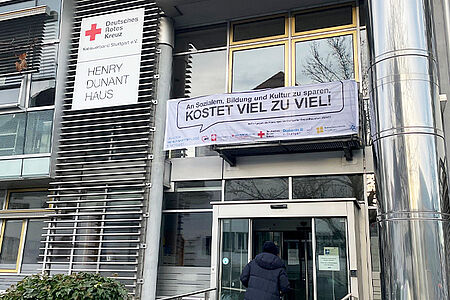 Deutsches
Rotes
Kreuz
Kreisverband Stuttgart e.V.
HENRY
DUNANT
HAUS
An Sozialem, Bildung und Kultur zu sparen,
KOSTET VIEL ZU VIEL!